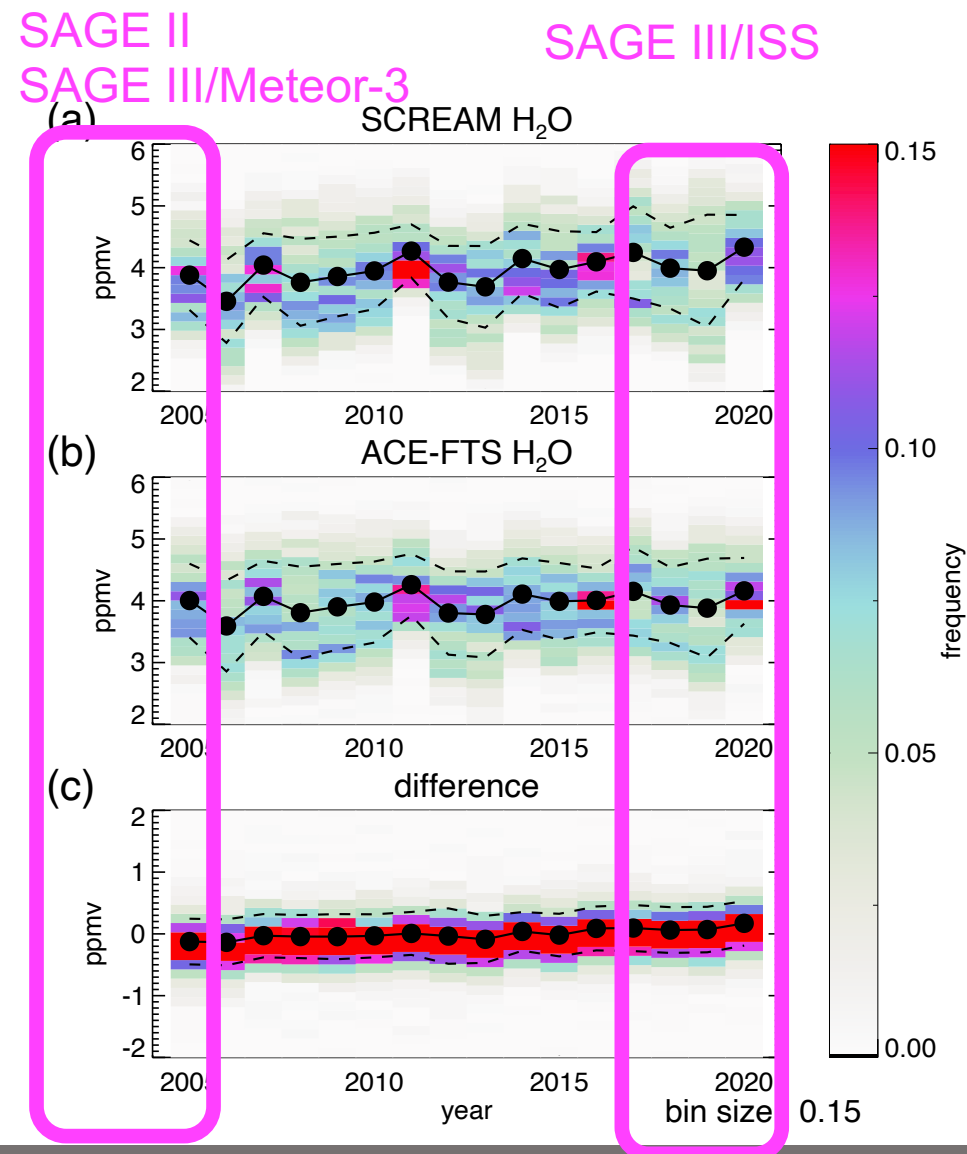 SAGE II
SAGE III/Meteor-3
SAGE III/ISS
(a)
SCREAM H₂O
6
5
4
3
2
ppmv
2005
2010
2015
2020
(b)
ACE-FTS H₂O
6
5
4
3
2
ppmv
2005
2010
2015
2020
(c)
difference
2
1
0
-1
-2
ppmv
2005
2010
2015
2020
year
bin size 0.15
0.15
0.10
0.05
0.00
frequency